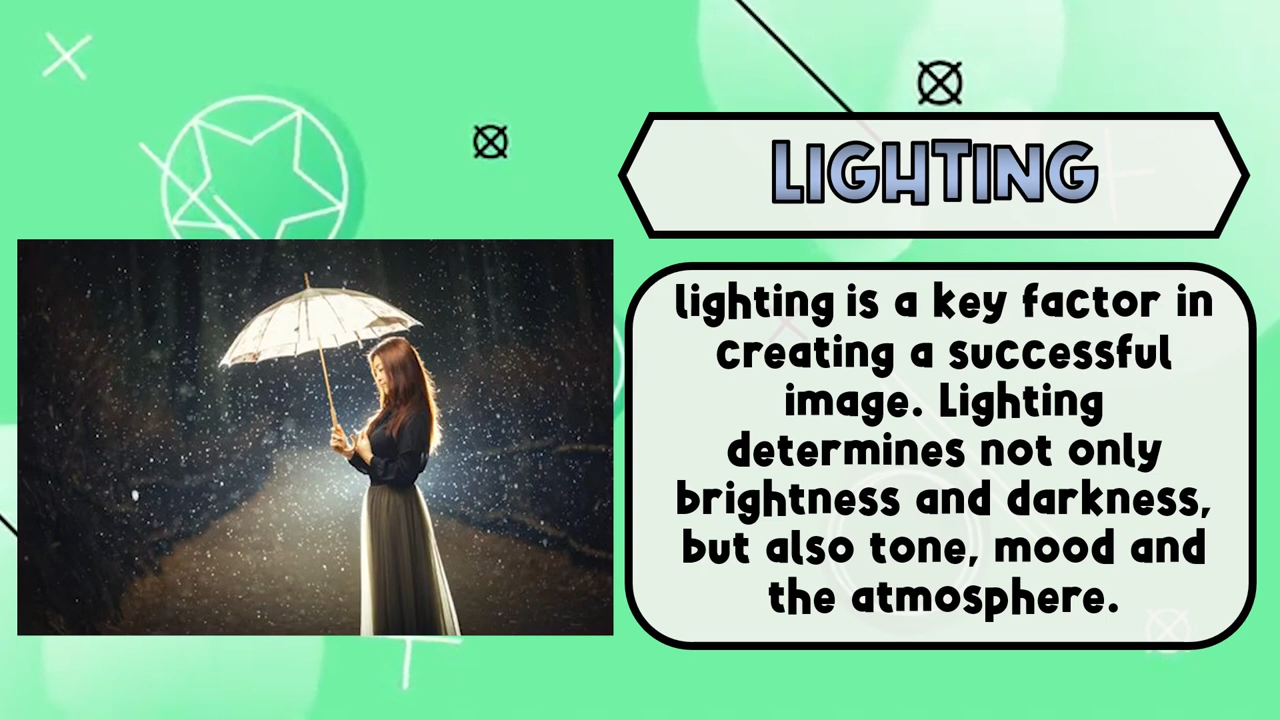 LIGHTING
lighting is a key factor in
creating a successful
image. Lighting
determines not only
brightness and darkness,
but also tone, mood and
the atmosphere.